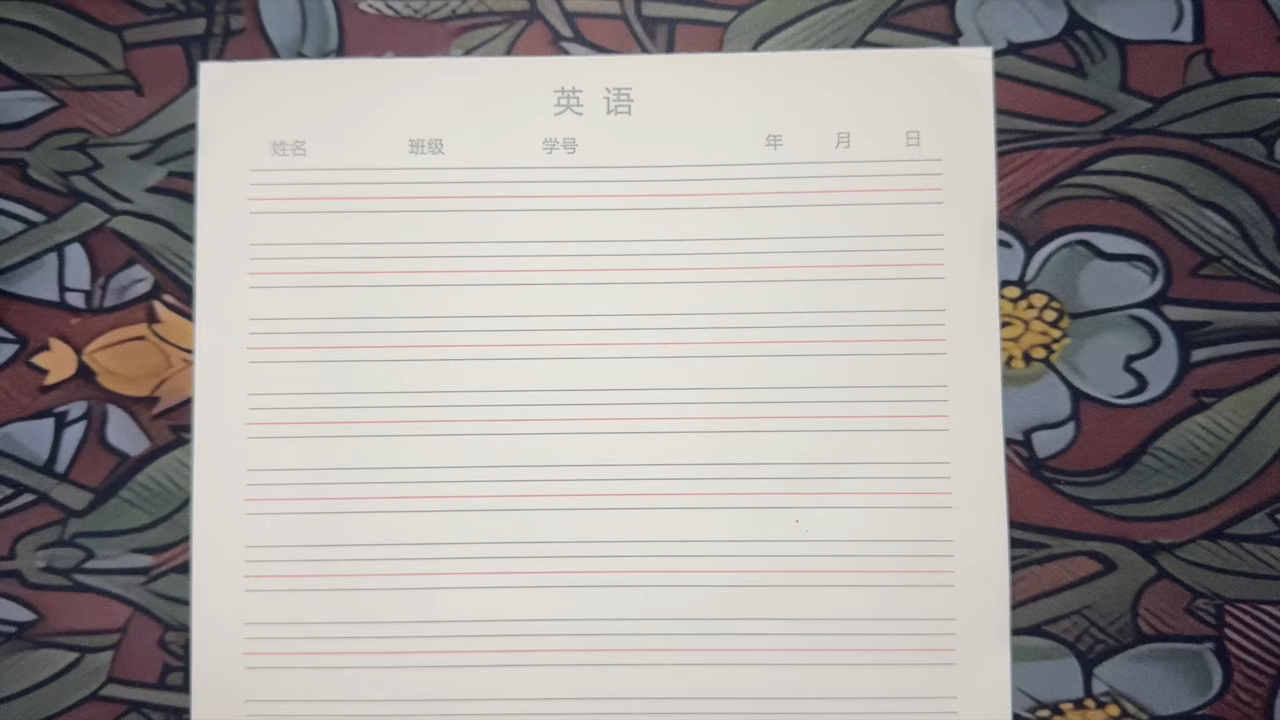 英语
姓名 班级 学号 年 月 日